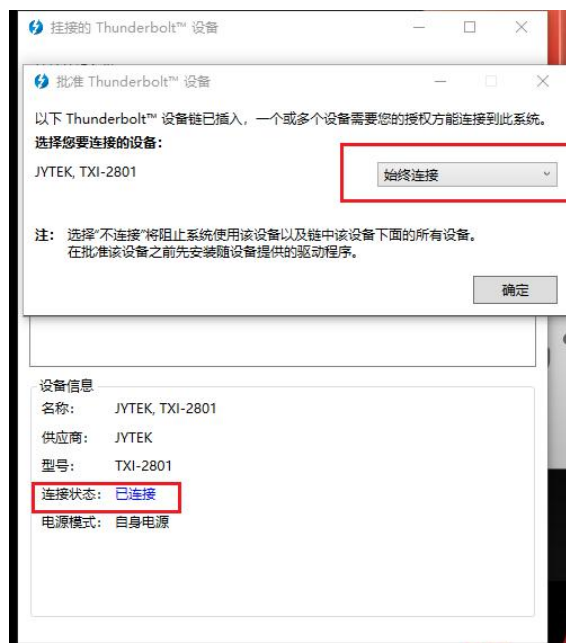 挂接的 Thunderbolt™ 设备
批准 Thunderbolt™ 设备
以下 Thunderbolt™ 设备链已插入，一个或多个设备需要您的授权方能连接到此系统。
选择您要连接的设备：
JYTEK, TXI-2801
始终连接
注： 选择“不连接”将阻止系统使用该设备以及链中该设备下面的所有设备。
在批准该设备之前先安装随设备提供的驱动程序。
确定
设备信息
名称： JYTEK, TXI-2801
供应商： JYTEK
型号： TXI-2801
连接状态： 已连接
电源模式： 自身电源